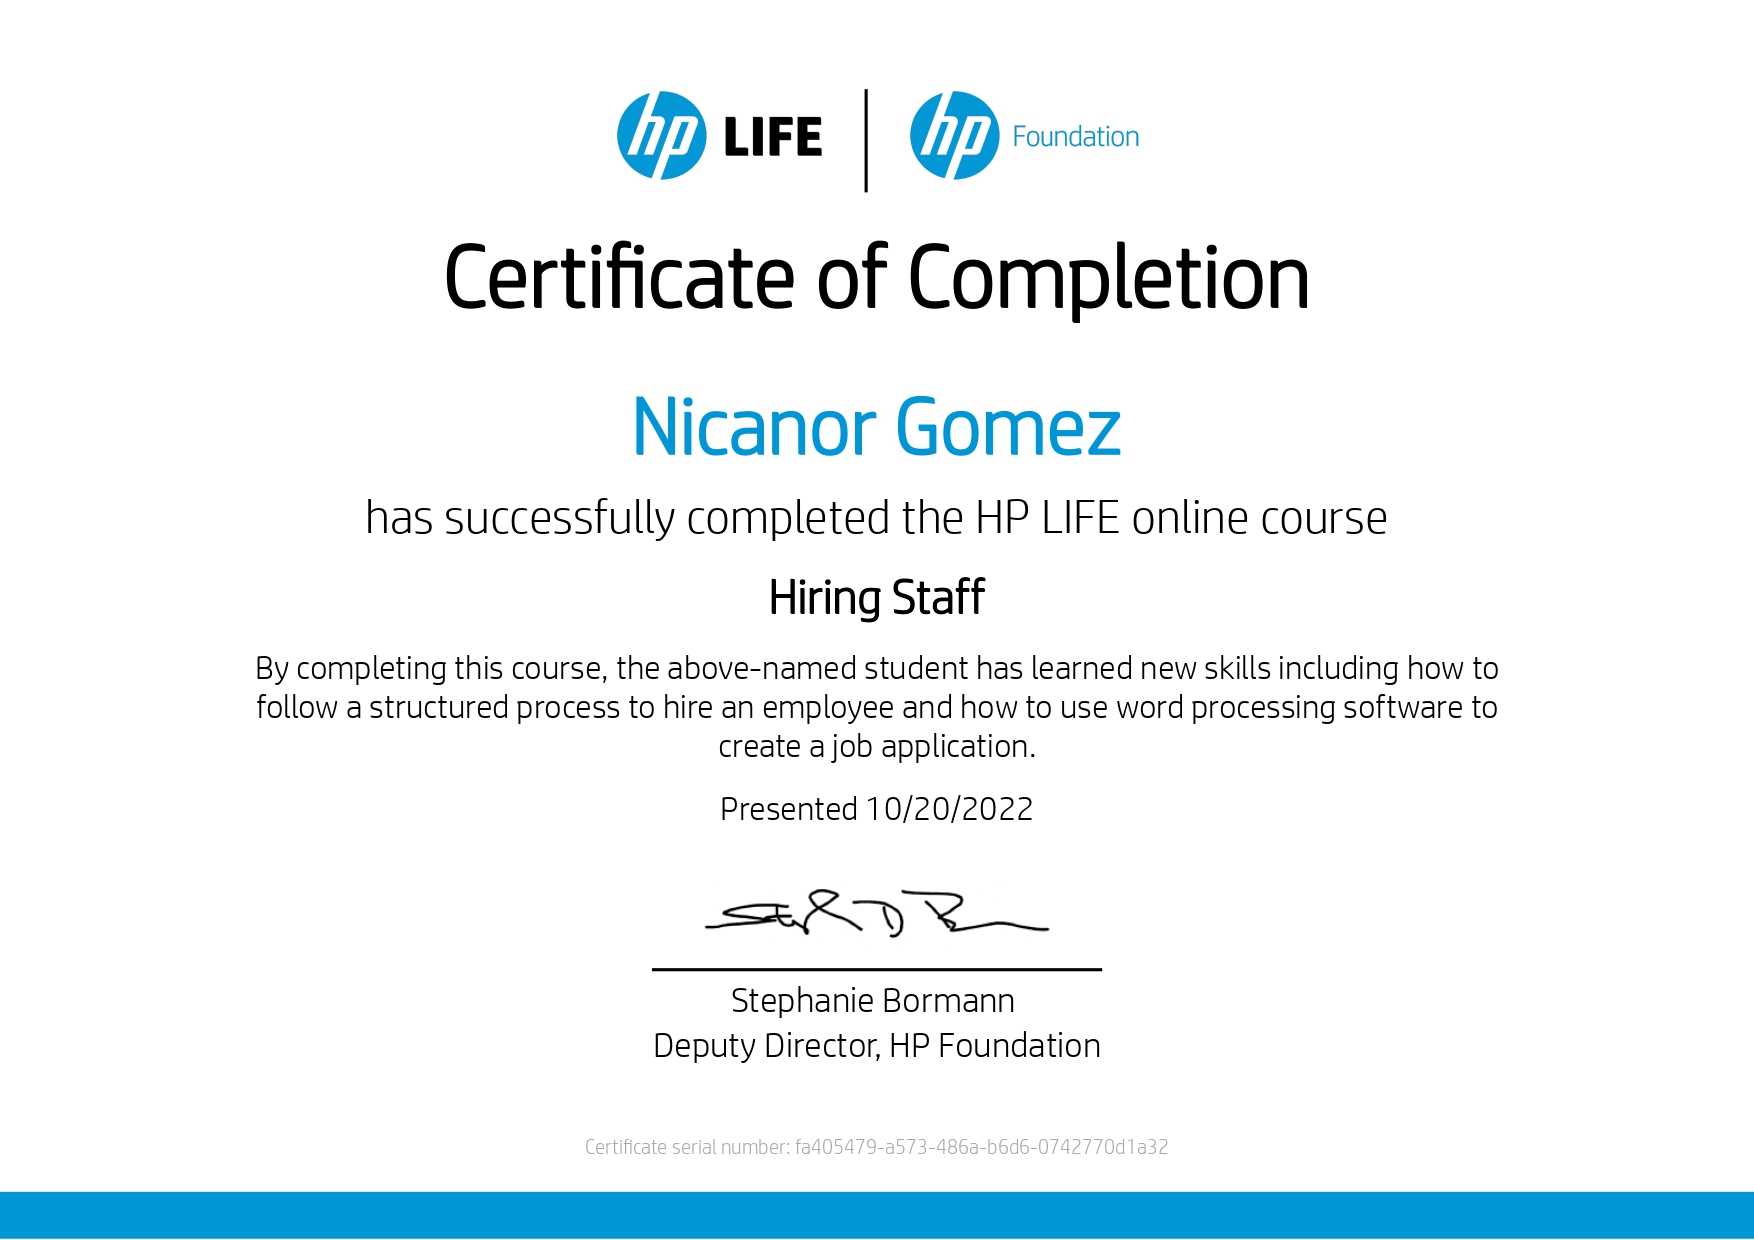 hp LIFE | hp Foundation
Certificate of Completion
Nicanor Gomez
has successfully completed the HP LIFE online course
Hiring Staff
By completing this course, the above-named student has learned new skills including how to
follow a structured process to hire an employee and how to use word processing software to
create a job application.
Presented 10/20/2022
Stephanie Bormann
Deputy Director, HP Foundation
Certificate serial number: fa405479-a573-486a-b6d6-0742770d1a32